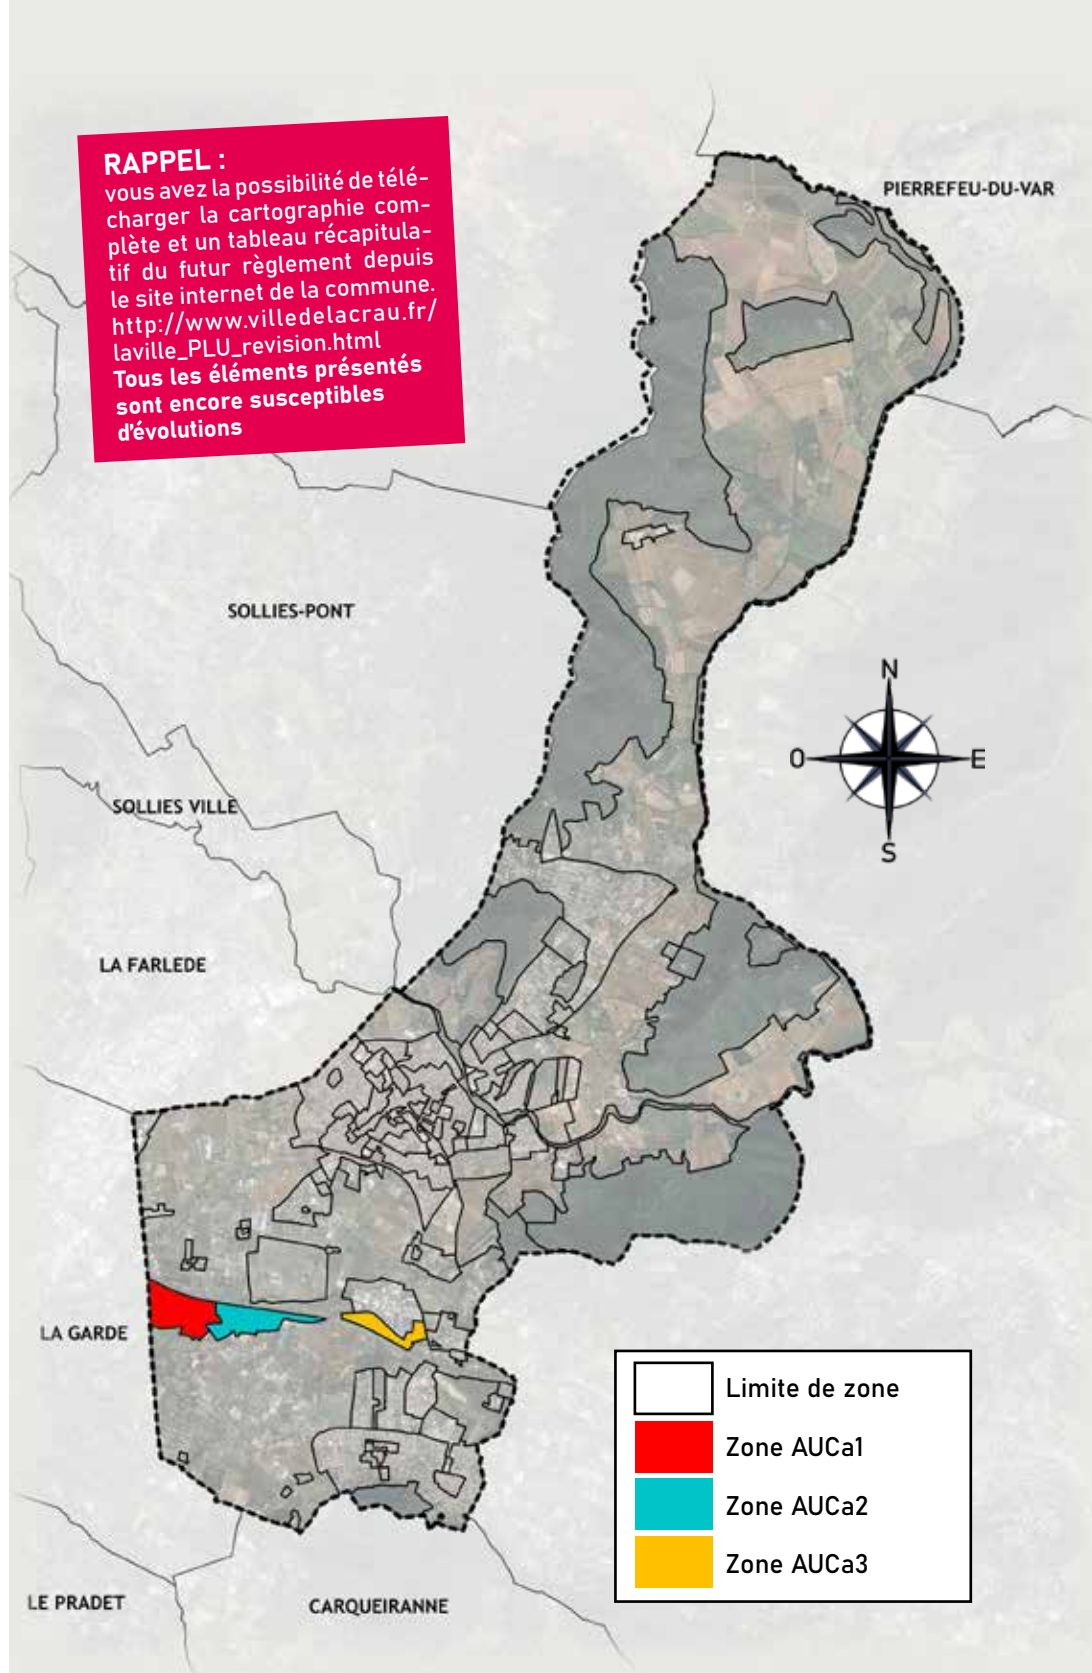 RAPPEL :
vous avez la possibilité de télé-
charger la cartographie com-
plète et un tableau récapitula-
tif du futur règlement depuis
le site internet de la commune.
http://www.villedelacrau.fr/
laville_PLU_revision.html
Tous les éléments présentés
sont encore susceptibles
d'évolutions
PIERREFEU-DU-VAR
SOLLIES-PONT
N
O
E
S
SOLLIES VILLE
LA FARLEDE
LA GARDE
Limite de zone
Zone AUCa1
Zone AUCa2
Zone AUCa3
LE PRADET
CARQUEIRANNE